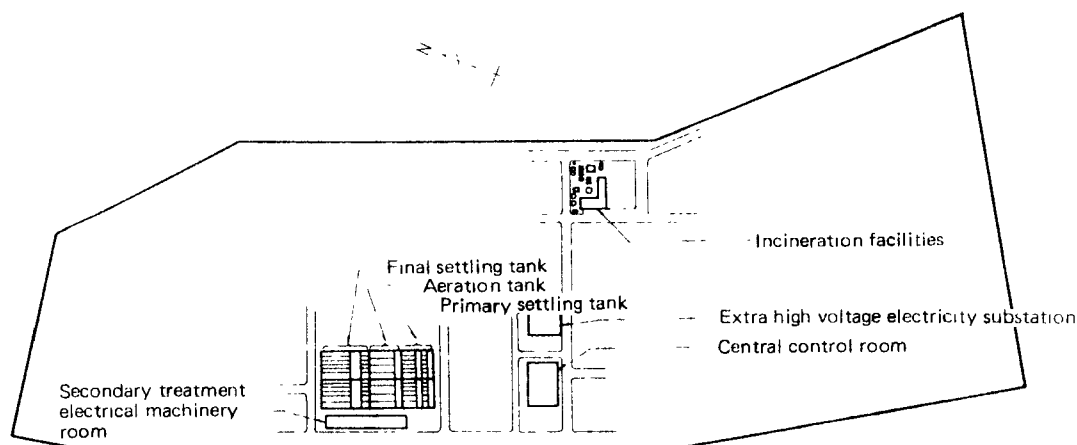 N
Incineration facilities
Final settling tank
Aeration tank
Primary settling tank
Extra high voltage electricity substation
Central control room
Secondary treatment
electrical machinery
room